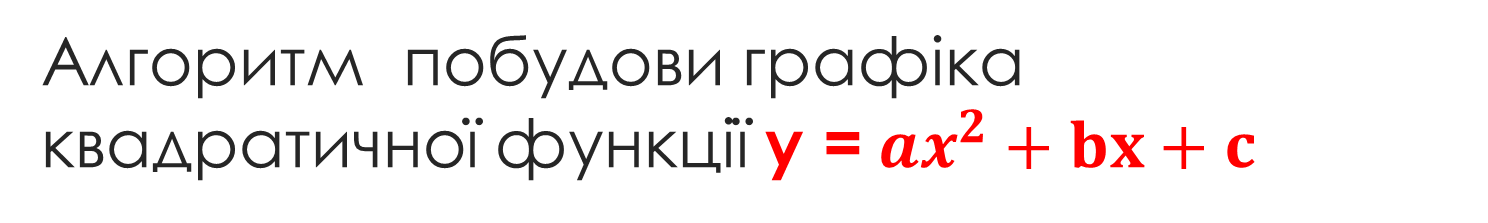 Алгоритм побудови графіка
квадратичної функції y = 𝒂𝒙² + bx + c